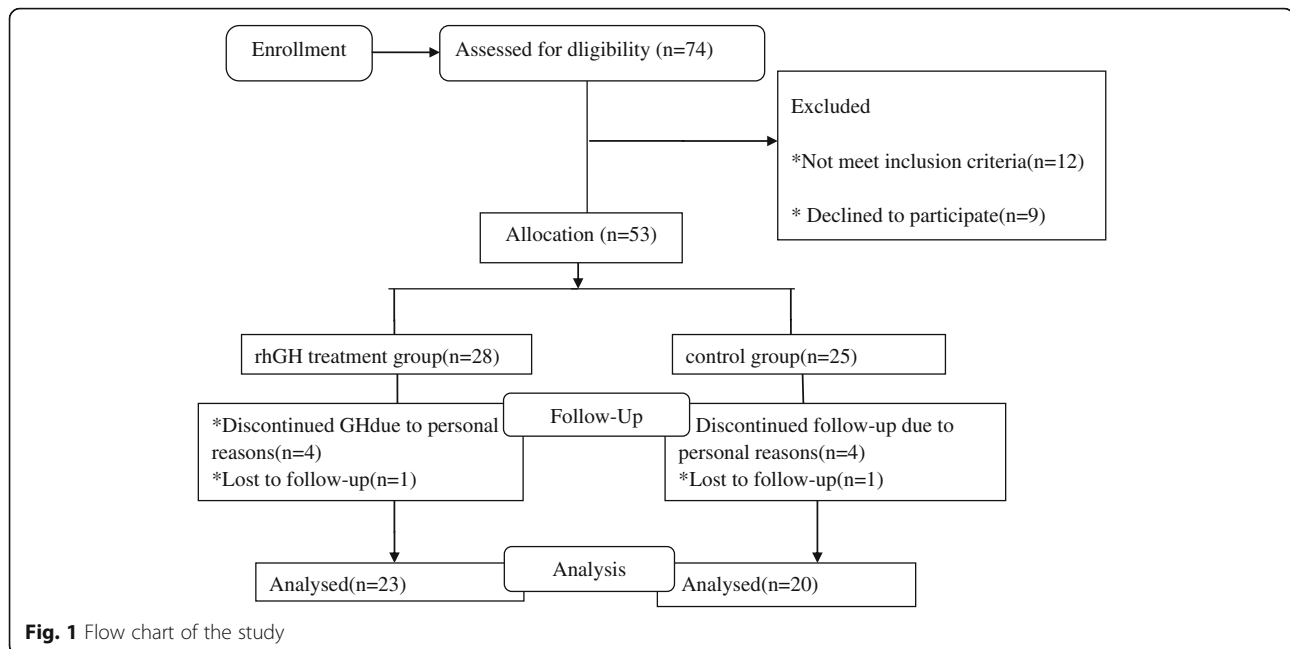 Enrollment
Assessed for dligibility (n=74)
Excluded
*Not meet inclusion criteria(n=12)
* Declined to participate(n=9)
Allocation (n=53)
rhGH treatment group(n=28)
control group(n=25)
Follow-Up
*Discontinued GHdue to personal
reasons(n=4)
*Lost to follow-up(n=1)
Discontinued follow-up due to
personal reasons(n=4)
*Lost to follow-up(n=1)
Analysis
Analysed(n=23)
Analysed(n=20)
Fig. 1 Flow chart of the study